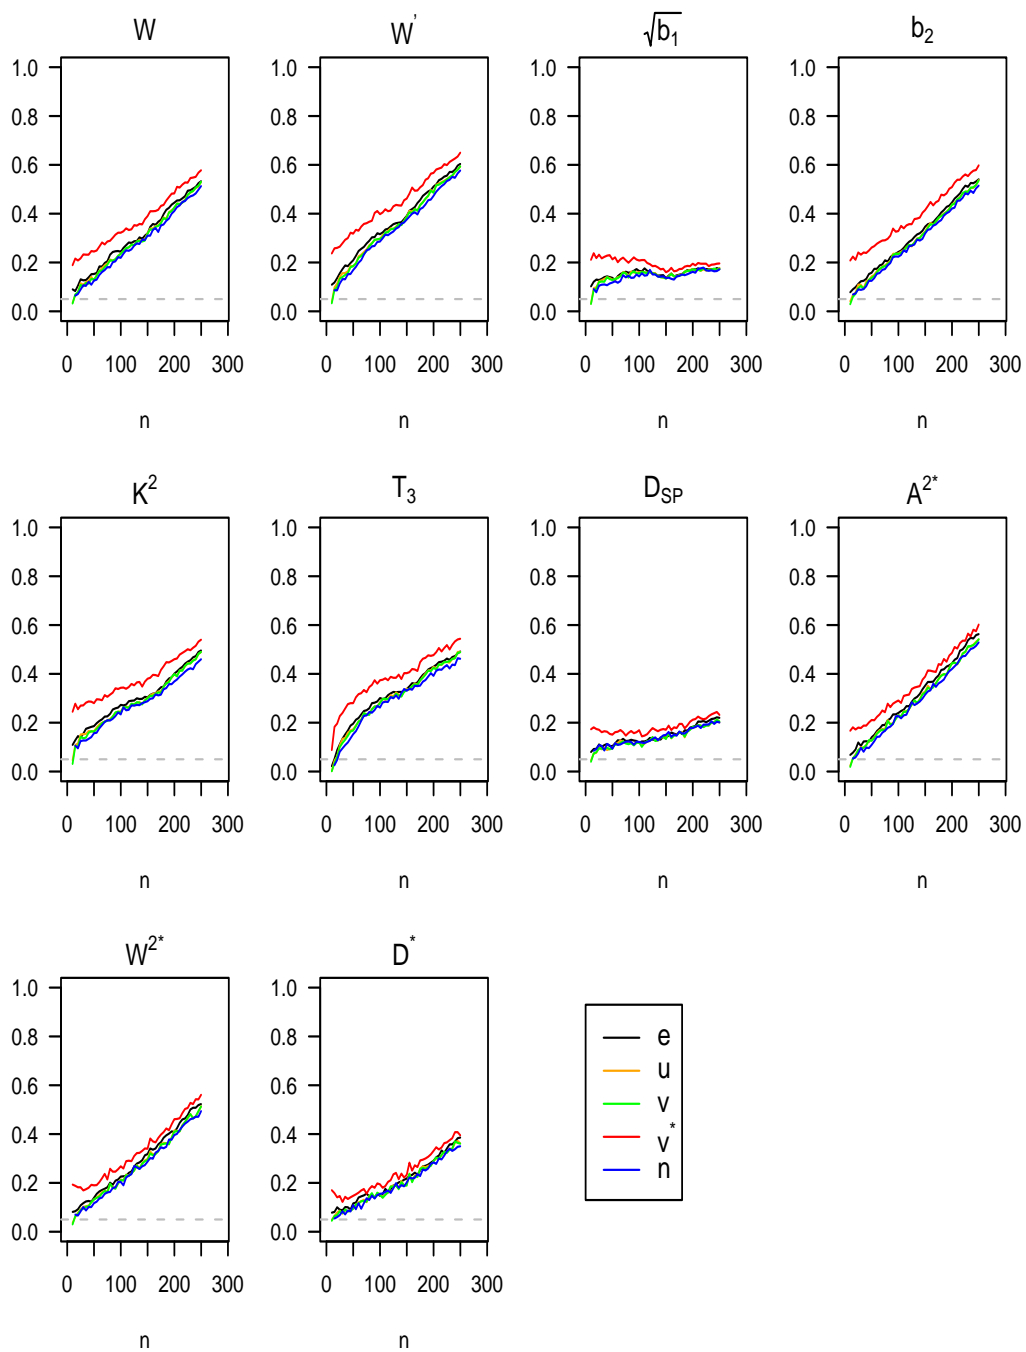 W W' √b₁ b₂
1.0 1.0 1.0 1.0
0.8 0.8 0.8 0.8
0.6 0.6 0.6 0.6
0.4 0.4 0.4 0.4
0.2 0.2 0.2 0.2
0.0 0.0 0.0 0.0
0 100 200 300 0 100 200 300 0 100 200 300 0 100 200 300
n n n n
K² T₃ D_SP A²*
1.0 1.0 1.0 1.0
0.8 0.8 0.8 0.8
0.6 0.6 0.6 0.6
0.4 0.4 0.4 0.4
0.2 0.2 0.2 0.2
0.0 0.0 0.0 0.0
0 100 200 300 0 100 200 300 0 100 200 300 0 100 200 300
n n n n
W²* D*
1.0 1.0
0.8 0.8
0.6 0.6
0.4 0.4
0.2 0.2
0.0 0.0
0 100 200 300 0 100 200 300
n n
e
u
v
v*
n